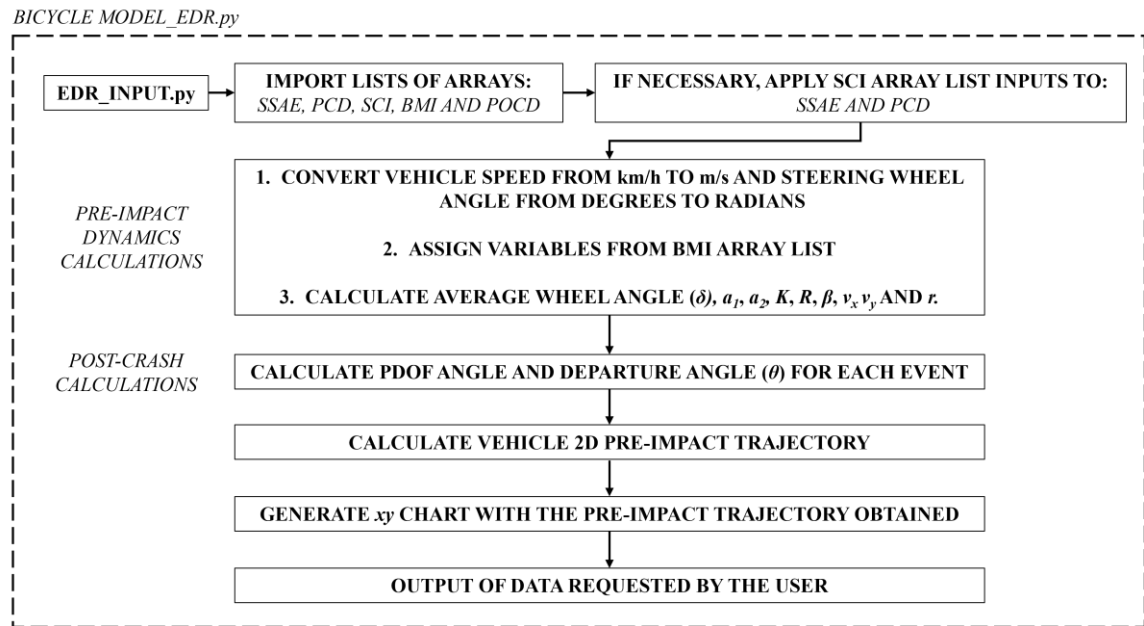 BICYCLE MODEL_EDR.py
EDR_INPUT.py
IMPORT LISTS OF ARRAYS:
SSAE, PCD, SCI, BMI AND POCD
IF NECESSARY, APPLY SCI ARRAY LIST INPUTS TO:
SSAE AND PCD
PRE-IMPACT
DYNAMICS
CALCULATIONS
1. CONVERT VEHICLE SPEED FROM km/h TO m/s AND STEERING WHEEL
ANGLE FROM DEGREES TO RADIANS
2. ASSIGN VARIABLES FROM BMI ARRAY LIST
3. CALCULATE AVERAGE WHEEL ANGLE (δ), a₁, a₂, K, R, β, vₓ v_y AND r.
POST-CRASH
CALCULATIONS
CALCULATE PDOF ANGLE AND DEPARTURE ANGLE (θ) FOR EACH EVENT
CALCULATE VEHICLE 2D PRE-IMPACT TRAJECTORY
GENERATE xy CHART WITH THE PRE-IMPACT TRAJECTORY OBTAINED
OUTPUT OF DATA REQUESTED BY THE USER